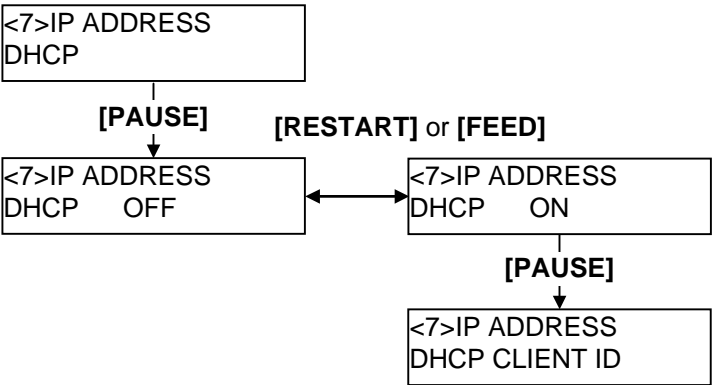 <7>IP ADDRESS
DHCP
[PAUSE]
[RESTART] or [FEED]
<7>IP ADDRESS
DHCP OFF
<7>IP ADDRESS
DHCP ON
[PAUSE]
<7>IP ADDRESS
DHCP CLIENT ID